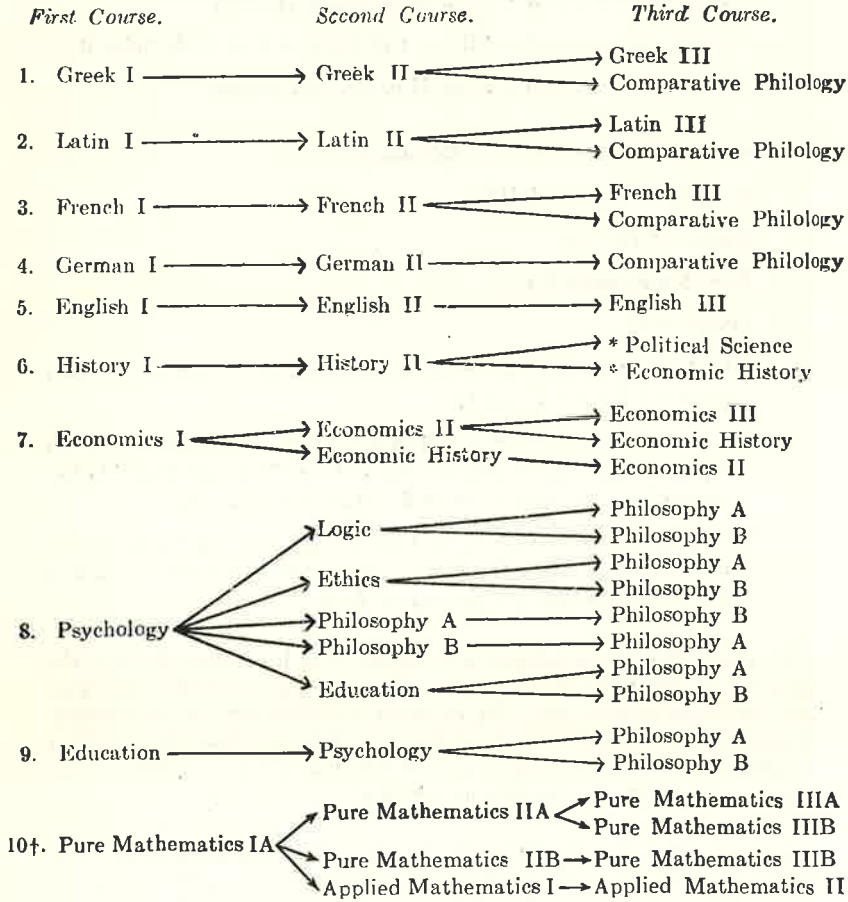 First Course. Second Course. Third Course.
Greek III
1. Greek I Greek II
Comparative Philology
Latin III
2. Latin I Latin II
Comparative Philology
French III
3. French I French II
Comparative Philology
4. German I German II Comparative Philology
5. English I English II English III
* Political Science
6. History I History II
* Economic History
Economics III
Economics II
7. Economics I Economic History
Economic History
Economics II
Philosophy A
Logic
Philosophy B
Philosophy A
Ethics
Philosophy B
Philosophy A Philosophy B
8. Psychology
Philosophy B Philosophy A
Philosophy A
Education
Philosophy B
Philosophy A
9. Education Psychology
Philosophy B
Pure Mathematics IIIA
Pure Mathematics IIA
Pure Mathematics IIIB
10†. Pure Mathematics IA
Pure Mathematics IIB Pure Mathematics IIIB
Applied Mathematics I Applied Mathematics II